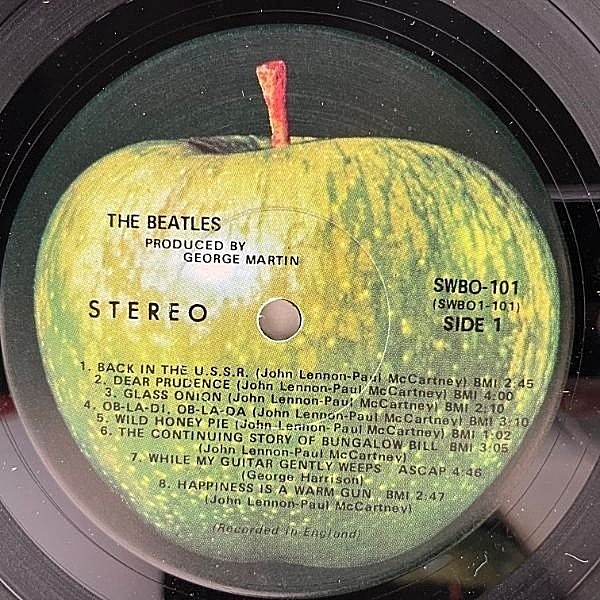 THE BEATLES
PRODUCED BY
GEORGE MARTIN
STEREO
SWBO-101
(SWBO1-101)
SIDE 1
1. BACK IN THE U.S.S.R. (John Lennon-Paul McCartney) BMI 2:45
2. DEAR PRUDENCE (John Lennon-Paul McCartney) BMI 4:00
3. GLASS ONION (John Lennon-Paul McCartney) BMI 2:10
4. OB-LA-DI, OB-LA-DA (John Lennon-Paul McCartney) BMI 3:10
5. WILD HONEY PIE (John Lennon-Paul McCartney) BMI 1:02
6. THE CONTINUING STORY OF BUNGALOW BILL BMI 3:05
(John Lennon-Paul McCartney)
7. WHILE MY GUITAR GENTLY WEEPS ASCAP 4:46
(George Harrison)
8. HAPPINESS IS A WARM GUN BMI 2:47
(John Lennon-Paul McCartney)
(Recorded in England)